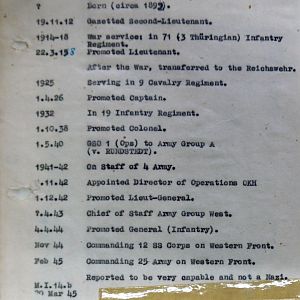 ? Born (circa 1895).
19.11.12 Gazetted Second-Lieutenant.
1914-18 War service: in 71 (3 Thüringian) Infantry
Regiment.
22.3.15 Promoted Lieutenant.
After the War, transferred to the Reichswehr.
1925 Serving in 9 Cavalry Regiment.
1.4.26 Promoted Captain.
1932 In 19 Infantry Regiment.
1.10.38 Promoted Colonel.
1.5.40 GSO 1 (Ops) to Army Group A
(v. RUNDSTEDT).
1941-42 On Staff of 4 Army.
.11.42 Appointed Director of Operations OKH
1.12.42 Promoted Lieut-General.
7.4.43 Chief of Staff Army Group West.
4.4.44 Promoted General (Infantry).
Nov 44 Commanding 12 SS Corps on Western Front.
Feb 45 Commanding 25 Army on Western Front.
Reported to be very capable and not a Nazi.
M.I.14.b
20 Mar 45